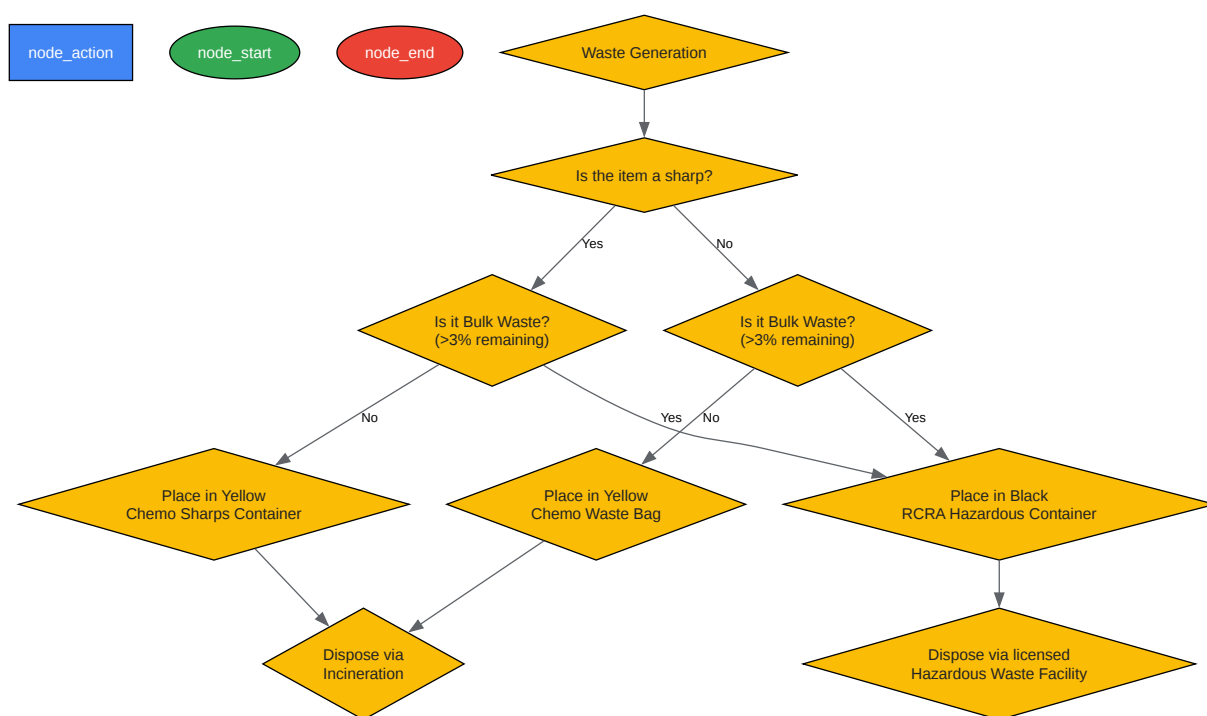 node_action
node_start
node_end
Waste Generation
Is the item a sharp?
Yes
No
Is it Bulk Waste?
(>3% remaining)
Is it Bulk Waste?
(>3% remaining)
No
Yes
No
Yes
Place in Yellow
Chemo Sharps Container
Place in Yellow
Chemo Waste Bag
Place in Black
RCRA Hazardous Container
Dispose via
Incineration
Dispose via licensed
Hazardous Waste Facility